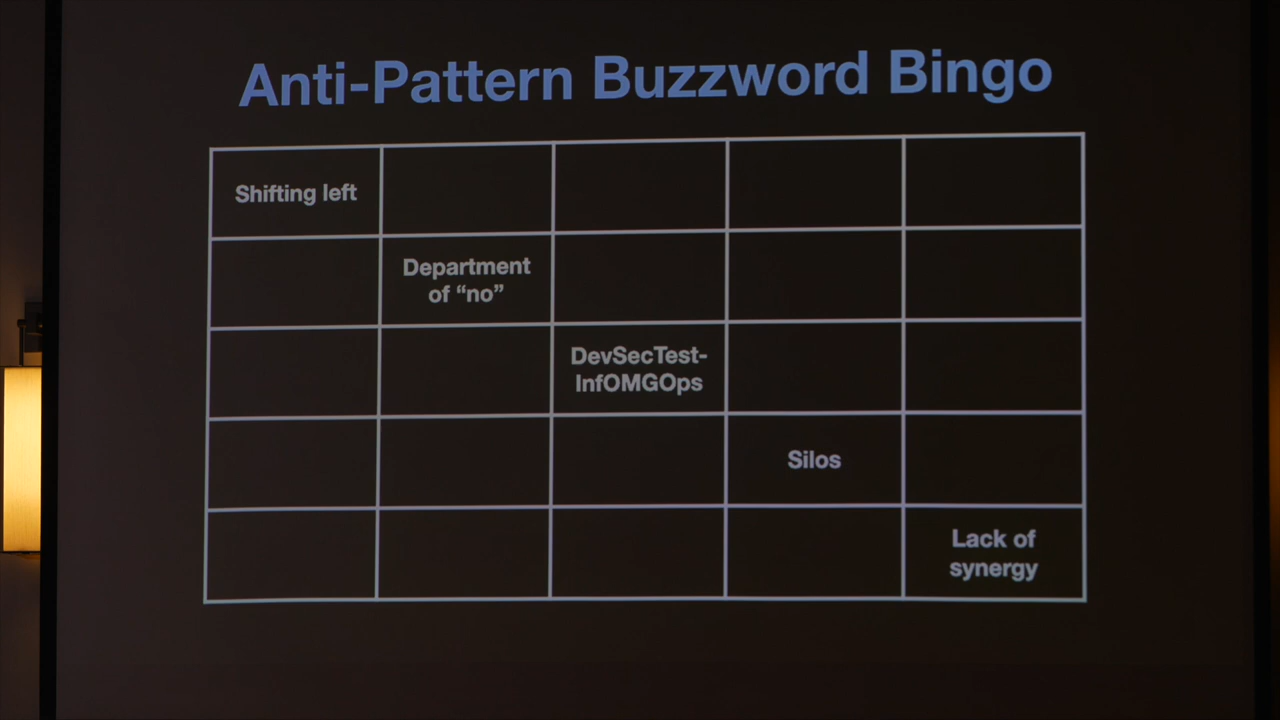 Anti-Pattern Buzzword Bingo
Shifting left
Department
of “no”
DevSecTest-
InfOMGOps
Silos
Lack of
synergy